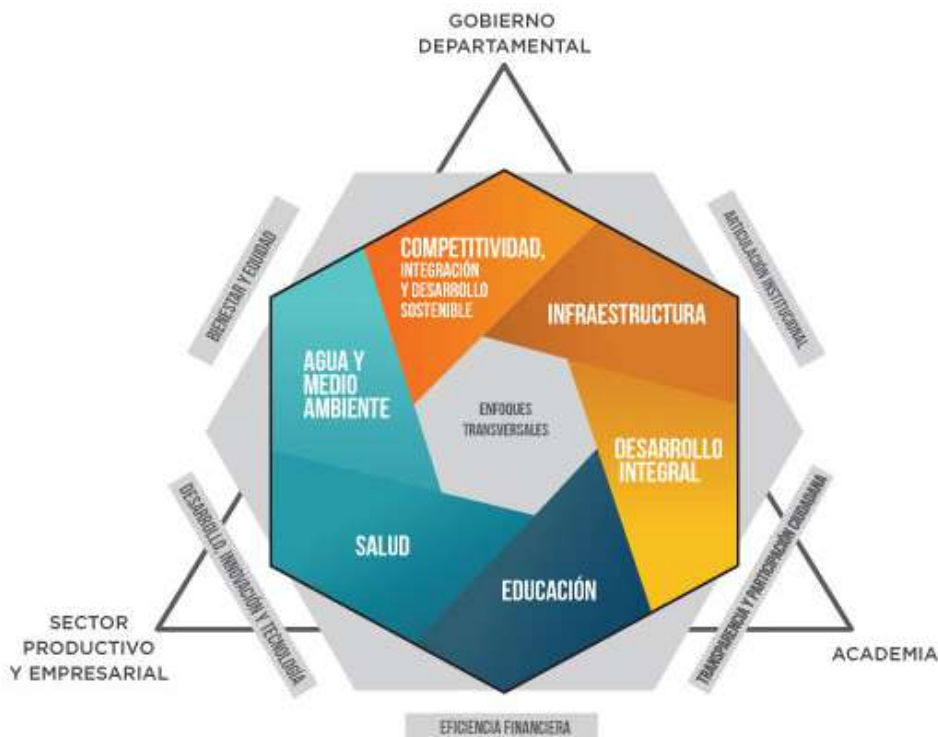 GOBIERNO
DEPARTAMENTAL
BIENESTAR Y EQUIDAD
ARTICULACIÓN INSTITUCIONAL
COMPETITIVIDAD,
INTEGRACIÓN
Y DESARROLLO
SOSTENIBLE
INFRAESTRUCTURA
AGUA Y
MEDIO
AMBIENTE
ENFOQUES
TRANSVERSALES
DESARROLLO
INTEGRAL
SALUD
EDUCACIÓN
DESARROLLO, INNOVACIÓN Y TECNOLOGÍA
TRANSPARENCIA Y PARTICIPACIÓN CIUDADANA
SECTOR
PRODUCTIVO
Y EMPRESARIAL
ACADEMIA
EFICIENCIA FINANCIERA